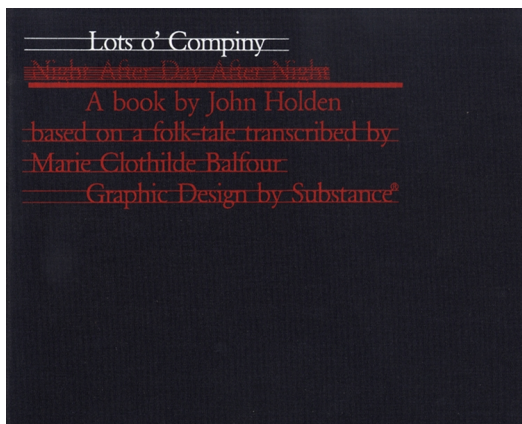 Lots o' Compiny
Night After Day After Night
A book by John Holden
based on a folk-tale transcribed by
Marie Clothilde Balfour
Graphic Design by Substance®